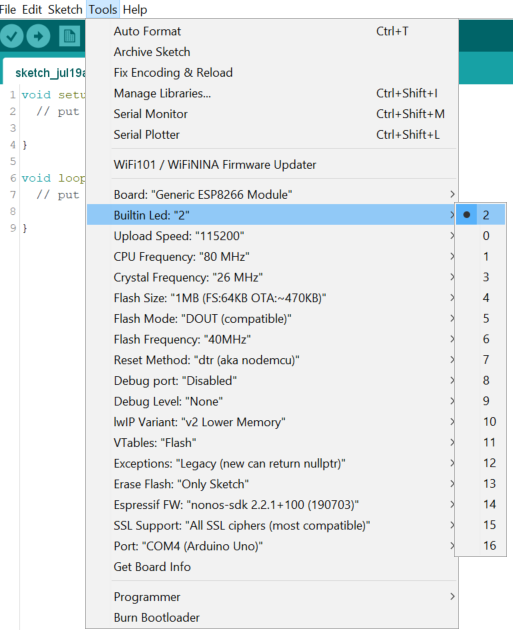 File Edit Sketch Tools Help
sketch_jul19a
1 void setu
2 // put
3
4 }
5
6 void loop
7 // put
8
9 }
Auto Format Ctrl+T
Archive Sketch
Fix Encoding & Reload
Manage Libraries... Ctrl+Shift+I
Serial Monitor Ctrl+Shift+M
Serial Plotter Ctrl+Shift+L
WiFi101 / WiFiNINA Firmware Updater
Board: "Generic ESP8266 Module"
Builtin Led: "2"
Upload Speed: "115200"
CPU Frequency: "80 MHz"
Crystal Frequency: "26 MHz"
Flash Size: "1MB (FS:64KB OTA:~470KB)"
Flash Mode: "DOUT (compatible)"
Flash Frequency: "40MHz"
Reset Method: "dtr (aka nodemcu)"
Debug port: "Disabled"
Debug Level: "None"
lwIP Variant: "v2 Lower Memory"
VTables: "Flash"
Exceptions: "Legacy (new can return nullptr)"
Erase Flash: "Only Sketch"
Espressif FW: "nonos-sdk 2.2.1+100 (190703)"
SSL Support: "All SSL ciphers (most compatible)"
Port: "COM4 (Arduino Uno)"
Get Board Info
Programmer
Burn Bootloader
2
0
1
3
4
5
6
7
8
9
10
11
12
13
14
15
16